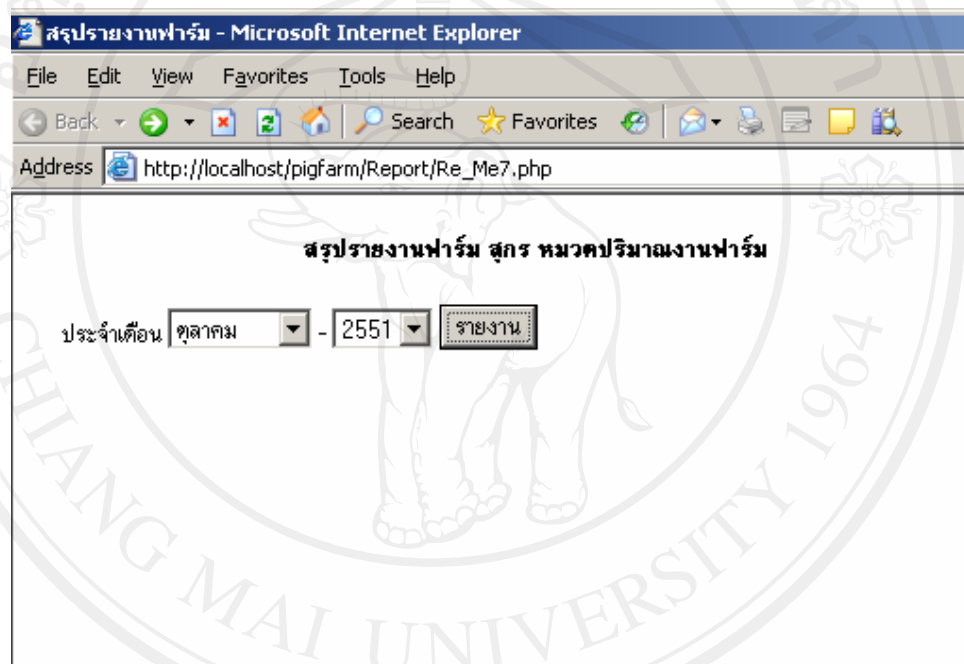 สรุปรายงานฟาร์ม - Microsoft Internet Explorer
File Edit View Favorites Tools Help
Back Search Favorites
Address http://localhost/pigfarm/Report/Re_Me7.php
สรุปรายงานฟาร์ม สุกร หมวดปริมาณงานฟาร์ม
ประจำเดือน ตุลาคม - 2551 รายงาน
CHIANG MAI UNIVERSITY 1964